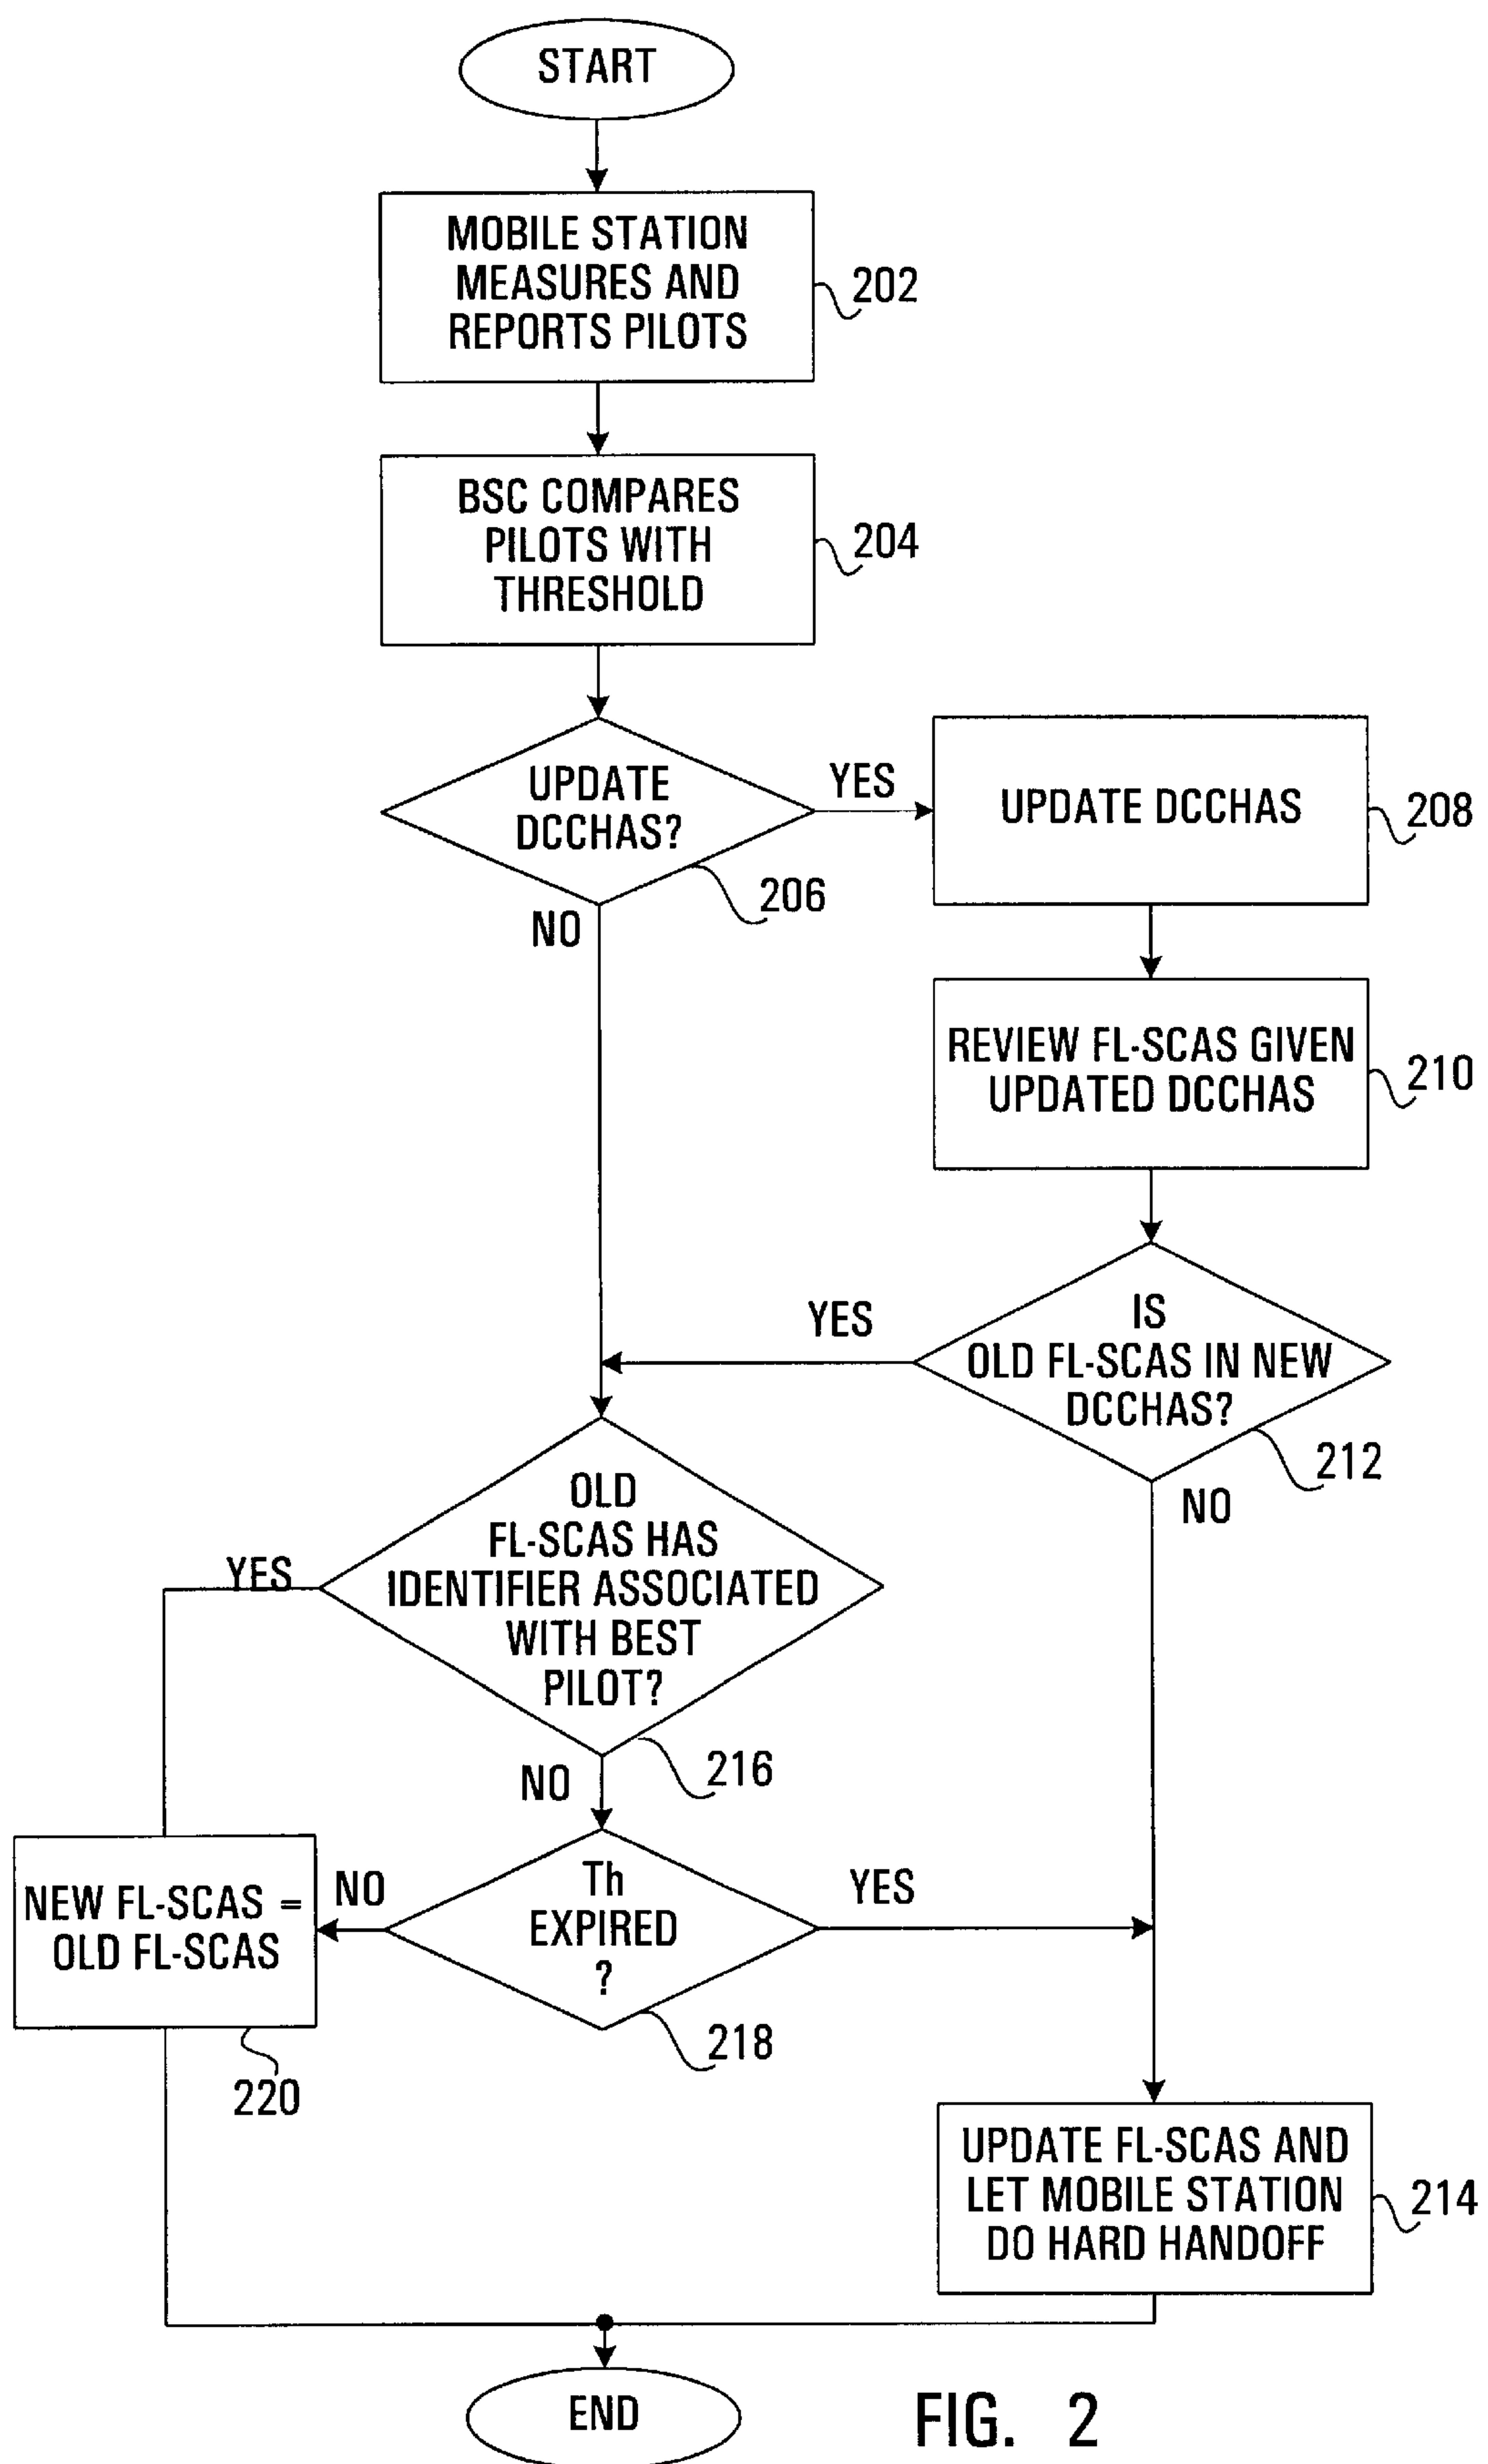 START
MOBILE STATION
MEASURES AND
REPORTS PILOTS
202
BSC COMPARES
PILOTS WITH
THRESHOLD
204
UPDATE
DCCHAS?
YES
206
NO
UPDATE DCCHAS
208
REVIEW FL-SCAS GIVEN
UPDATED DCCHAS
210
IS
OLD FL-SCAS IN NEW
DCCHAS?
YES
212
NO
OLD
FL-SCAS HAS
IDENTIFIER ASSOCIATED
WITH BEST
PILOT?
YES
216
NO
Th
EXPIRED
?
NO
YES
218
NEW FL-SCAS =
OLD FL-SCAS
220
UPDATE FL-SCAS AND
LET MOBILE STATION
DO HARD HANDOFF
214
END
FIG. 2